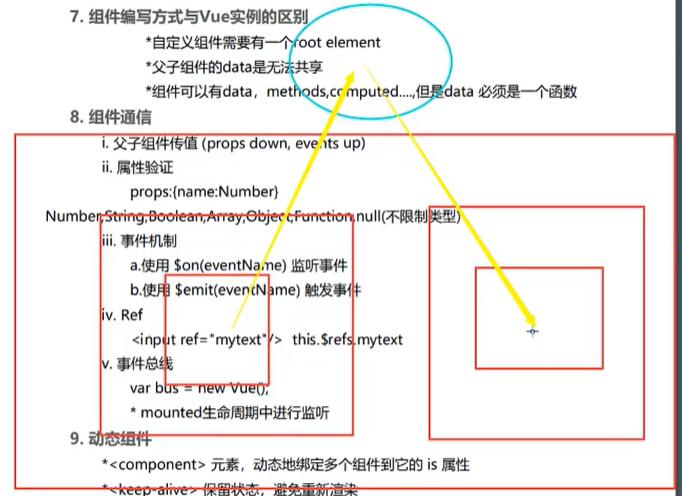 7. 组件编写方式与Vue实例的区别
*自定义组件需要有一个root element
*父子组件的data是无法共享
*组件可以有data，methods,computed....,但是data 必须是一个函数
8. 组件通信
i. 父子组件传值 (props down, events up)
ii. 属性验证
props:{name:Number}
Number,String,Boolean,Array,Object,Function,null(不限制类型)
iii. 事件机制
a.使用 $on(eventName) 监听事件
b.使用 $emit(eventName) 触发事件
iv. Ref
<input ref="mytext"/> this.$refs.mytext
v. 事件总线
var bus = new Vue();
* mounted生命周期中进行监听
9. 动态组件
*<component> 元素，动态地绑定多个组件到它的 is 属性
*<keep-alive> 保留状态，避免重新渲染